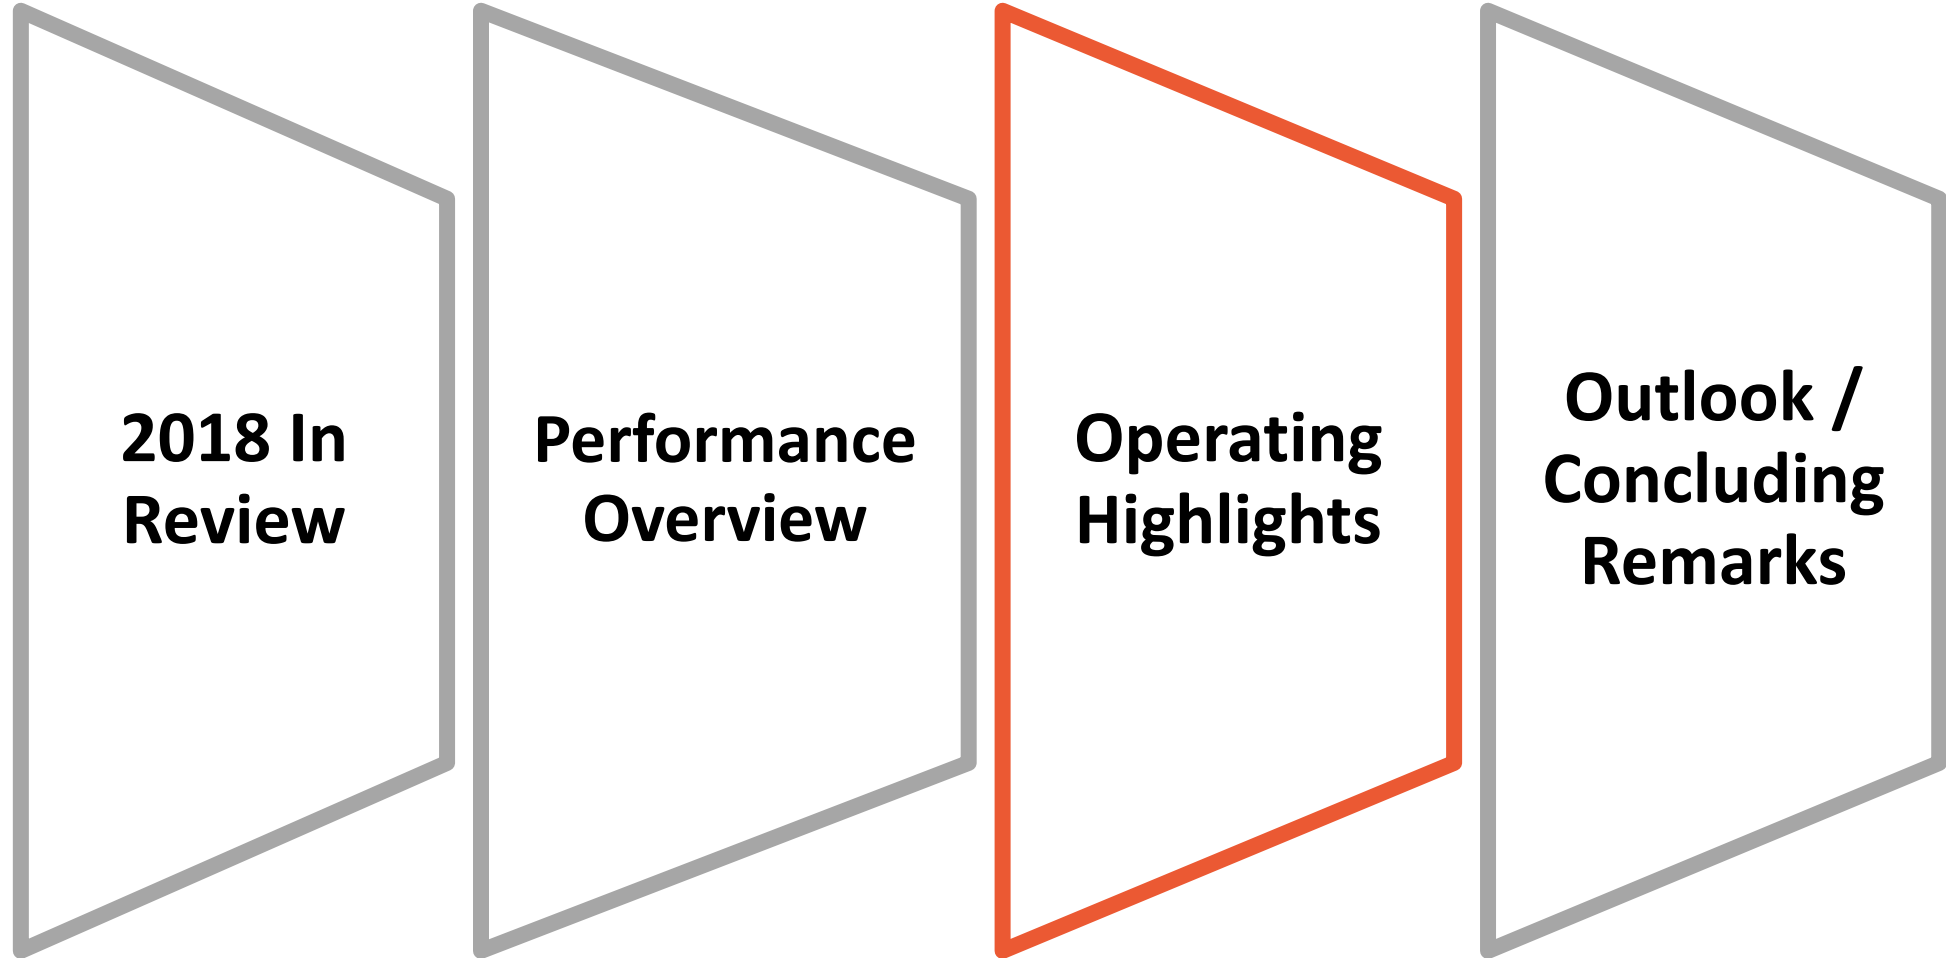 2018 In
Review
Performance
Overview
Operating
Highlights
Outlook /
Concluding
Remarks